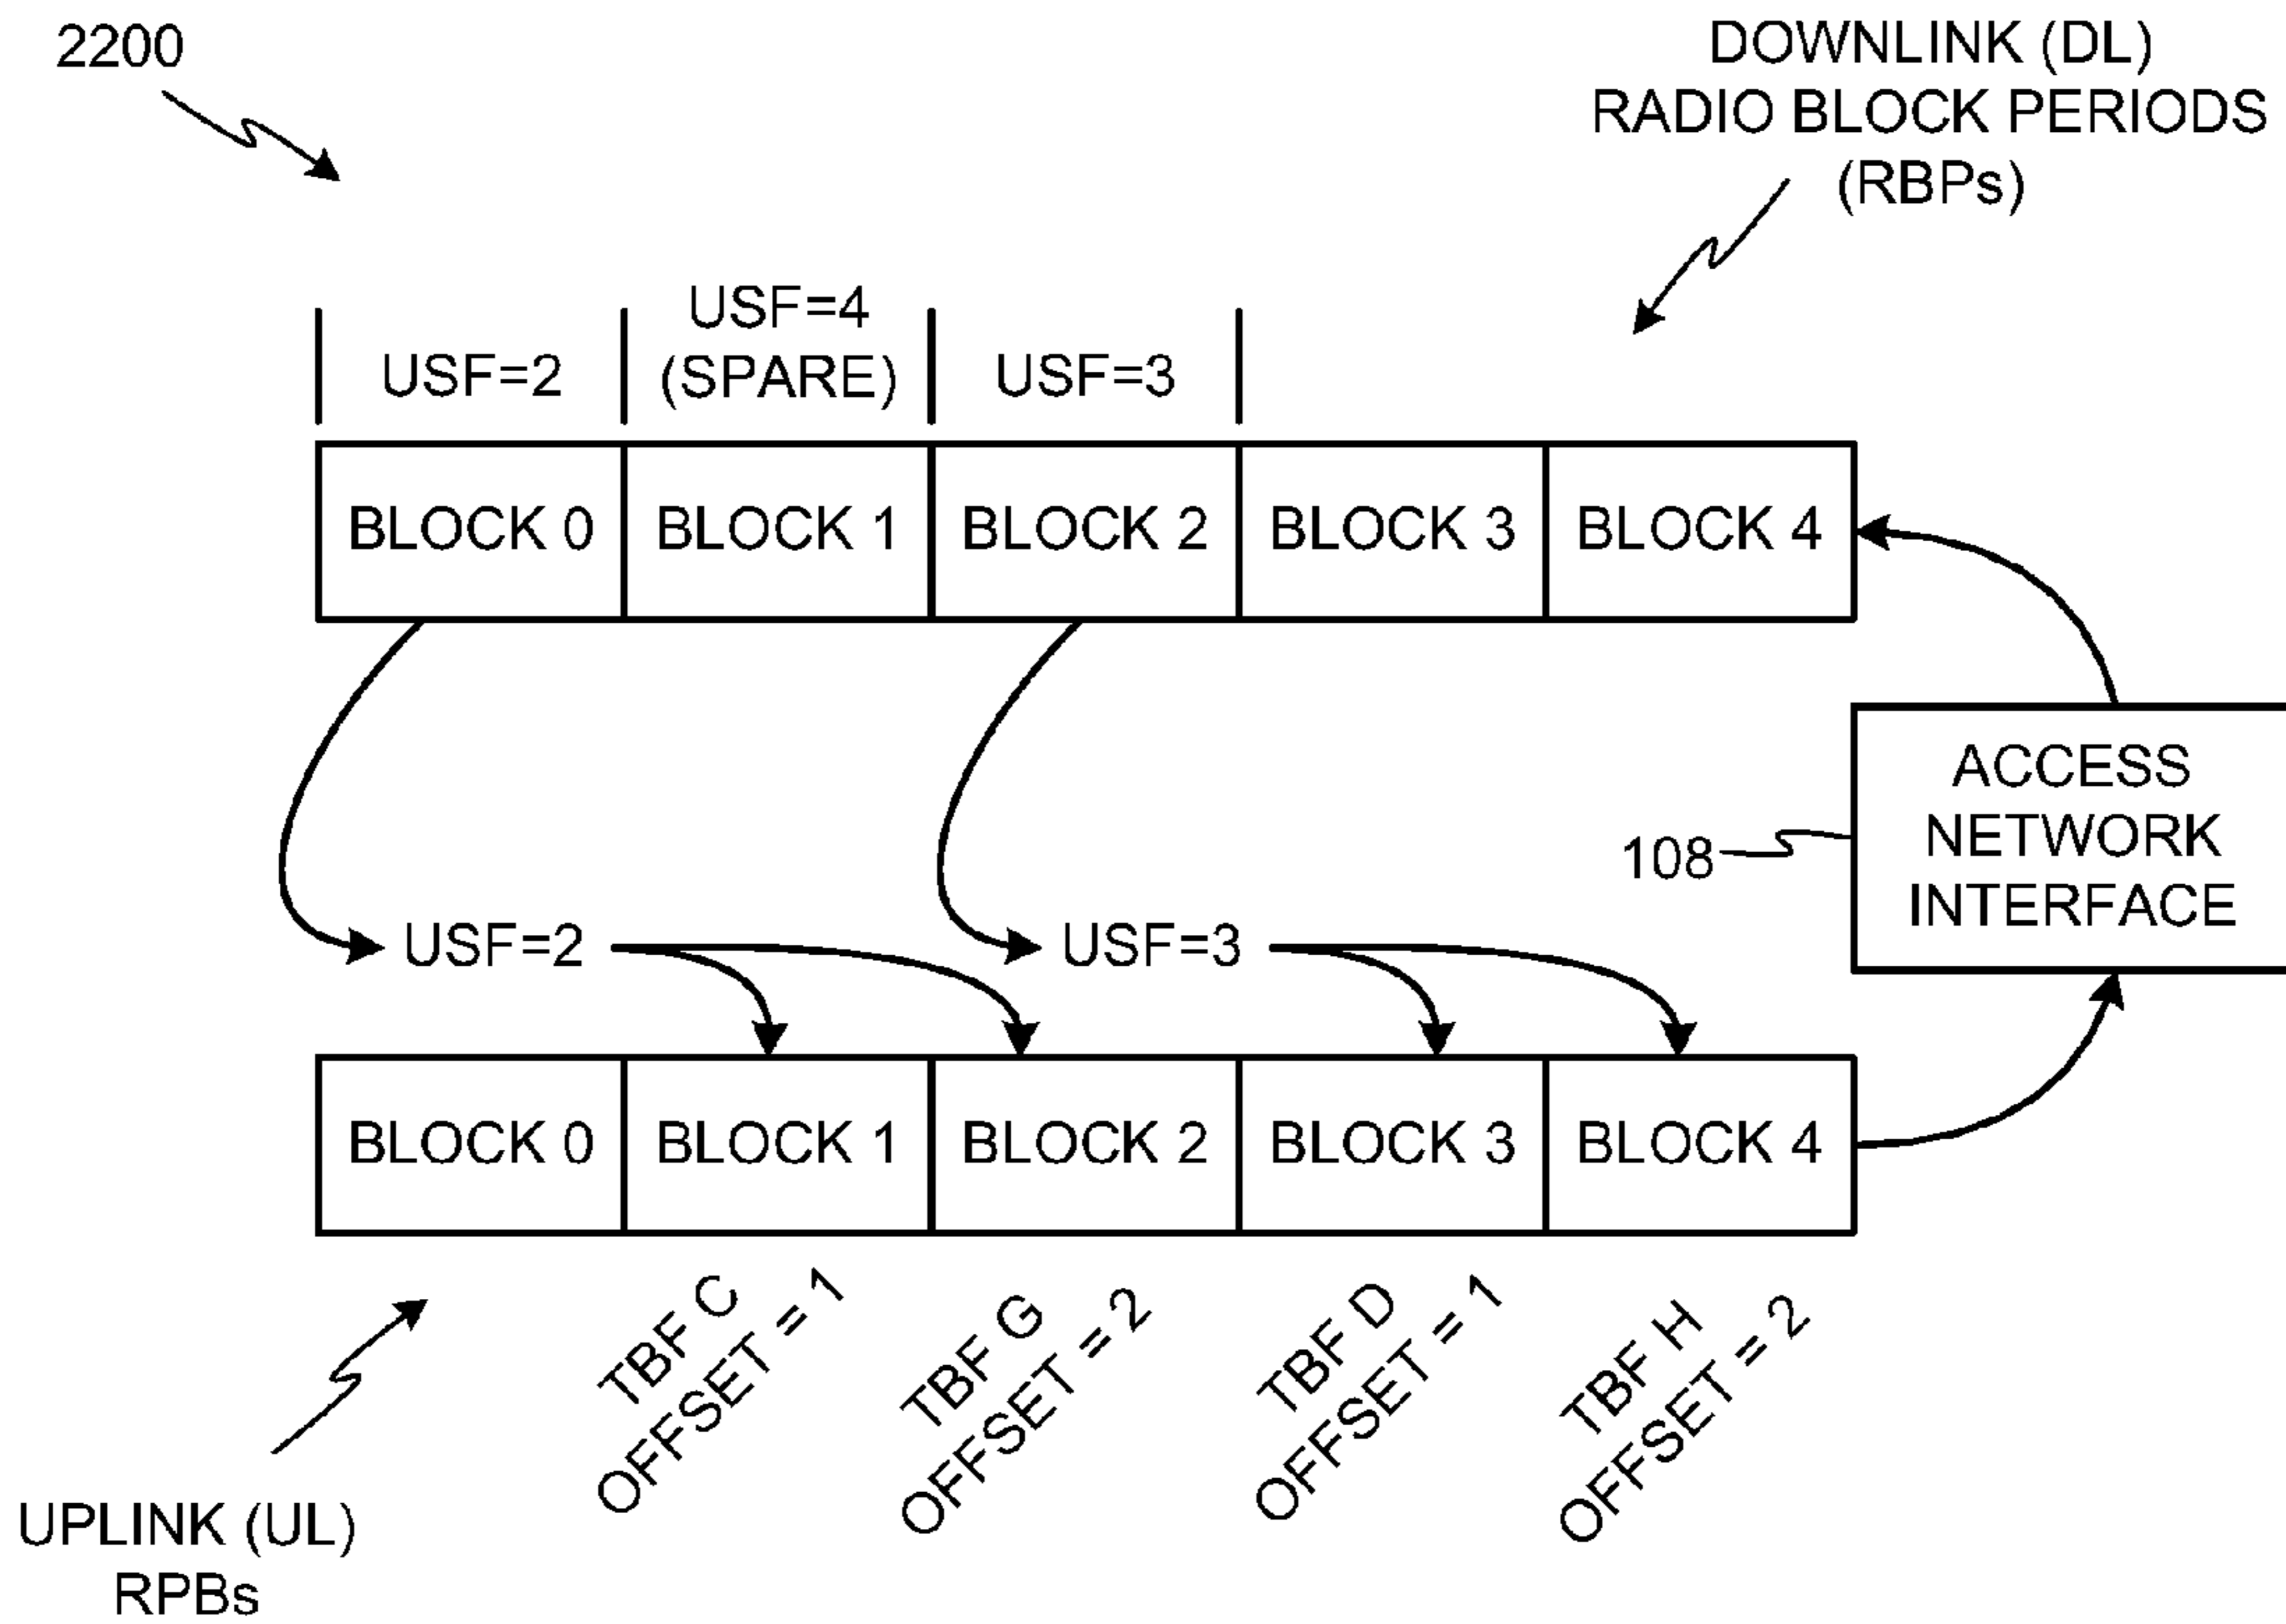 2200
DOWNLINK (DL)
RADIO BLOCK PERIODS
(RBPs)
USF=2
USF=4
(SPARE)
USF=3
BLOCK 0
BLOCK 1
BLOCK 2
BLOCK 3
BLOCK 4
ACCESS
NETWORK
INTERFACE
108
USF=2
USF=3
BLOCK 0
BLOCK 1
BLOCK 2
BLOCK 3
BLOCK 4
TBF C
OFFSET = 1
TBF G
OFFSET = 2
TBF D
OFFSET = 1
TBF H
OFFSET = 2
UPLINK (UL)
RPBs